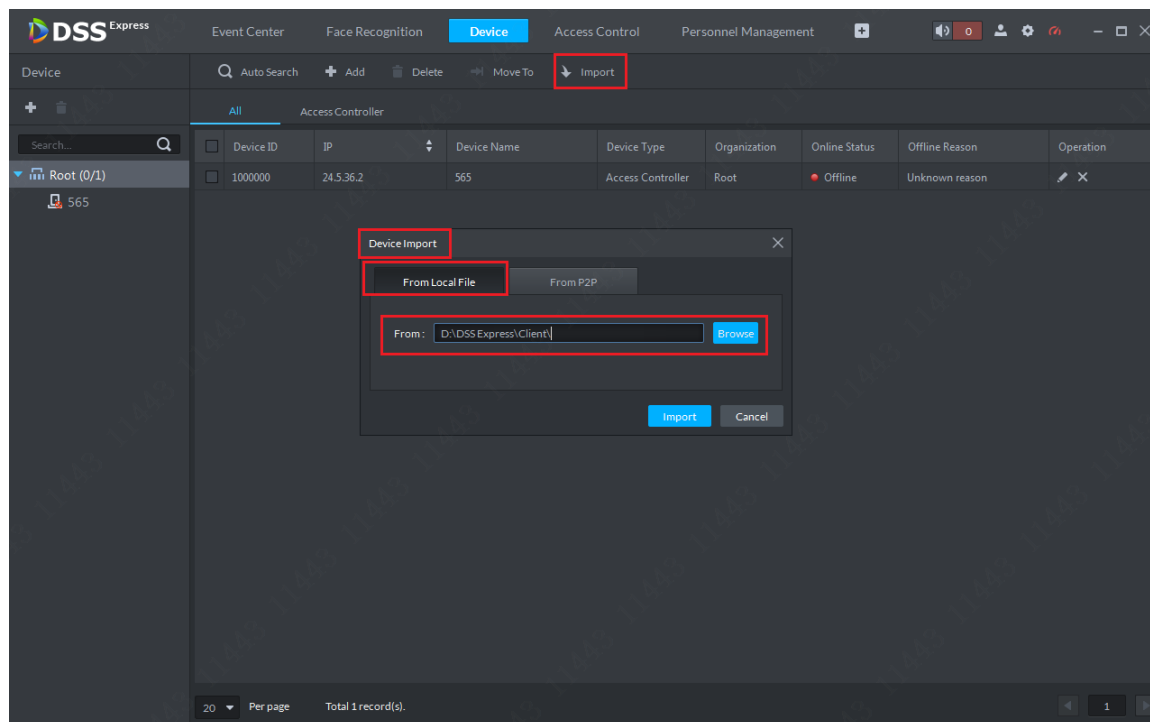 DSS Express
Event Center Face Recognition Device Access Control Personnel Management 0
Device
Auto Search Add Delete Move To Import
All Access Controller
Search...
Device ID IP Device Name Device Type Organization Online Status Offline Reason Operation
Root (0/1)
1000000 24.5.36.2 565 Access Controller Root Offline Unknown reason
565
Device Import
From Local File From P2P
From : D:\DSS Express\Client\ Browse
Import Cancel
20 Per page Total 1 record(s). 1
11443 11443